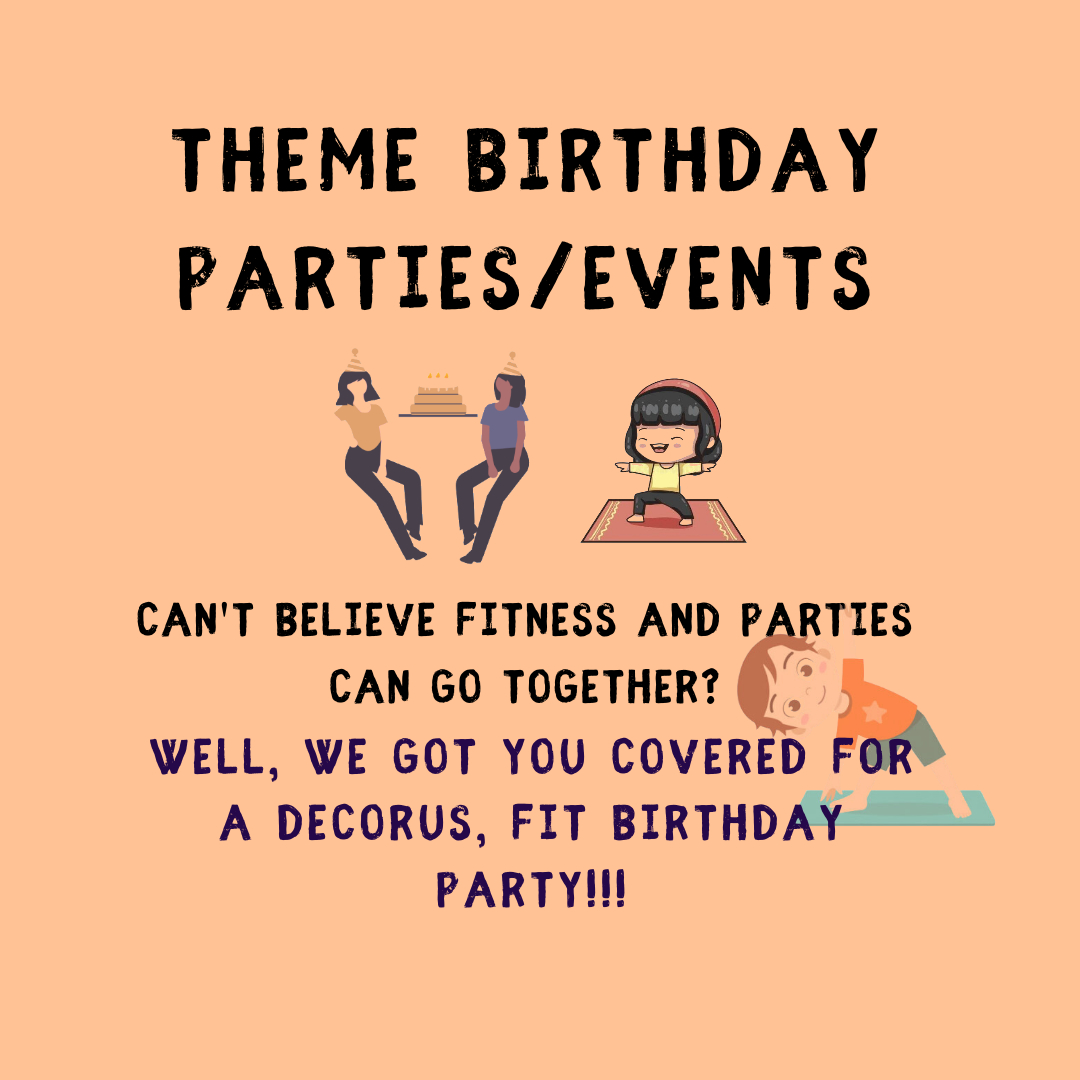 THEME BIRTHDAY
PARTIES/EVENTS
CAN'T BELIEVE FITNESS AND PARTIES
CAN GO TOGETHER?
WELL, WE GOT YOU COVERED FOR
A DECORUS, FIT BIRTHDAY
PARTY!!!